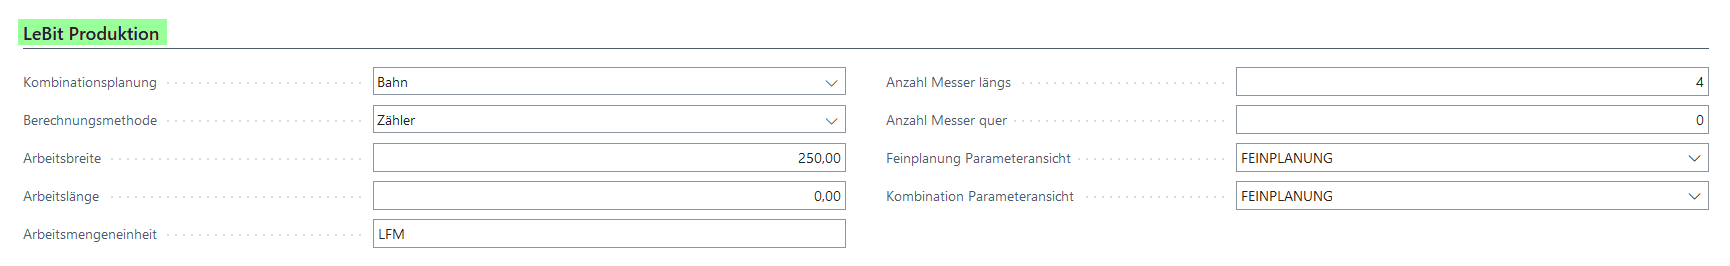 LeBit Produktion
Kombinationsplanung Bahn
Berechnungsmethode Zähler
Arbeitsbreite 250,00
Arbeitslänge 0,00
Arbeitsmengeneinheit LFM
Anzahl Messer längs 4
Anzahl Messer quer 0
Feinplanung Parameteransicht FEINPLANUNG
Kombination Parameteransicht FEINPLANUNG